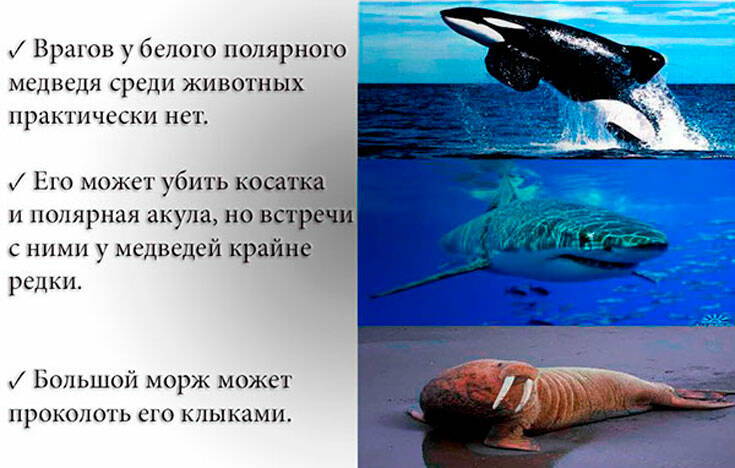 ✓ Врагов у белого полярного
медведя среди животных
практически нет.
✓ Его может убить косатка
и полярная акула, но встречи
с ними у медведей крайне
редки.
✓ Большой морж может
проколоть его клыками.